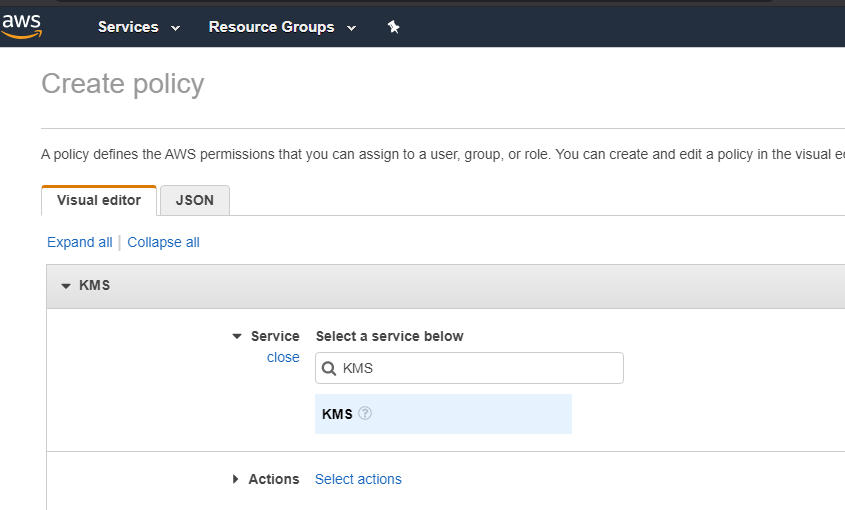 aws
Services Resource Groups
Create policy
A policy defines the AWS permissions that you can assign to a user, group, or role. You can create and edit a policy in the visual
Visual editor JSON
Expand all | Collapse all
KMS
Service Select a service below
close
KMS
KMS ?
Actions Select actions